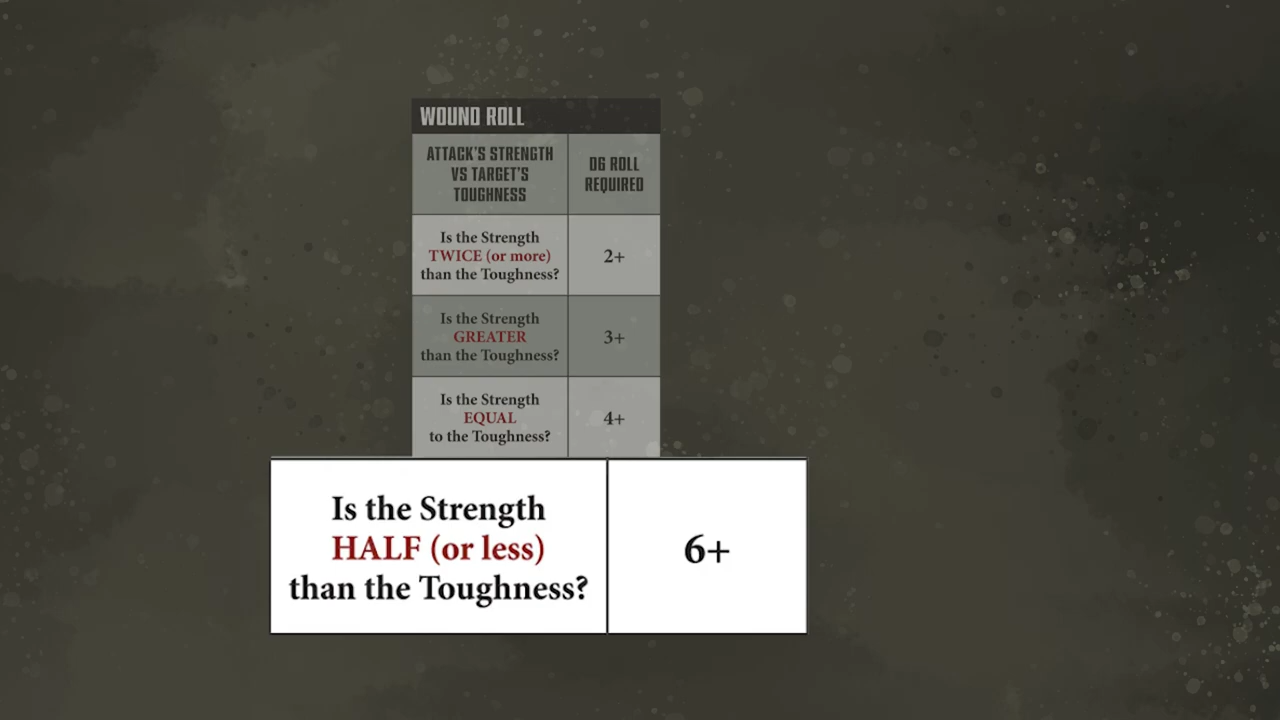 WOUND ROLL
ATTACK'S STRENGTH
VS TARGET'S
TOUGHNESS
D6 ROLL
REQUIRED
Is the Strength
TWICE (or more)
than the Toughness?
2+
Is the Strength
GREATER
than the Toughness?
3+
Is the Strength
EQUAL
to the Toughness?
4+
Is the Strength
HALF (or less)
than the Toughness?
6+